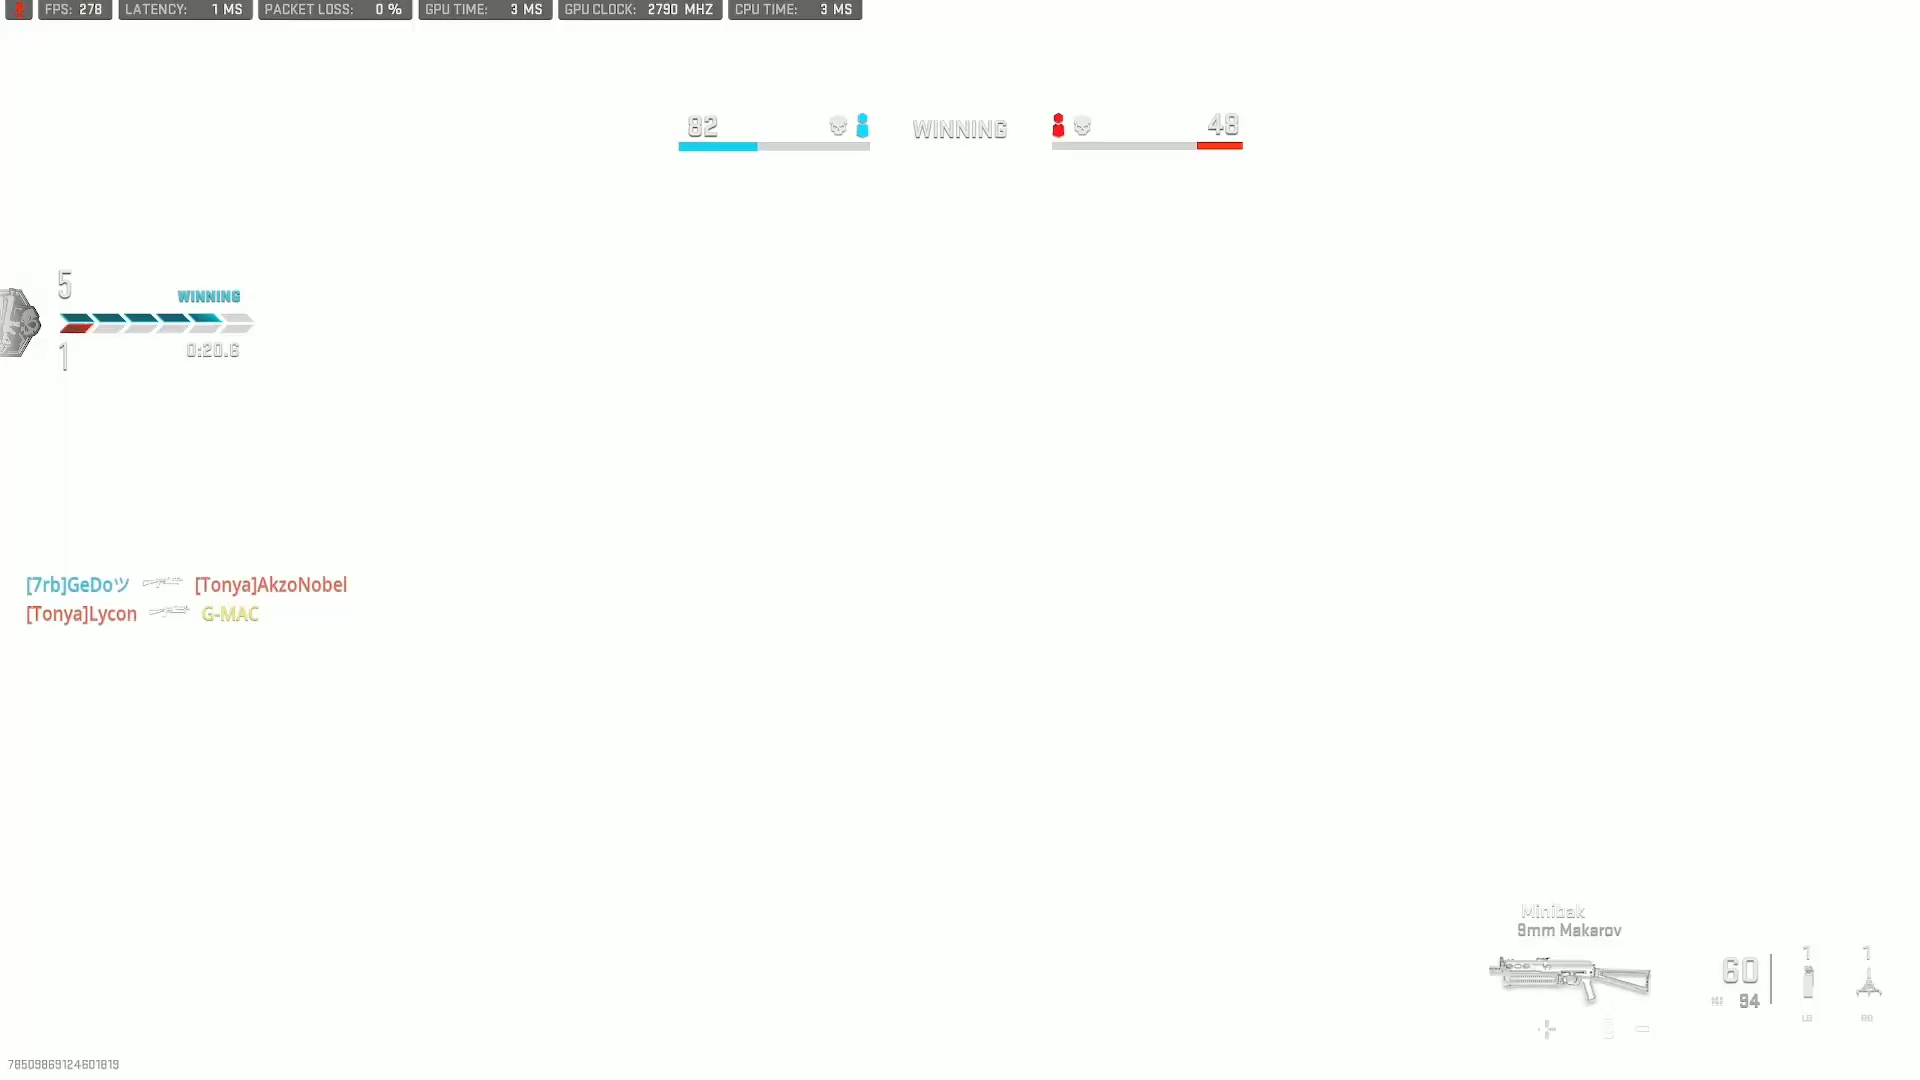 FPS: 278 LATENCY: 1 MS PACKET LOSS: 0 % GPU TIME: 3 MS GPU CLOCK: 2790 MHZ CPU TIME: 3 MS
82 WINNING 48
5
WINNING
1 0:20.6
[7rb]GeDoツ [Tonya]AkzoNobel
[Tonya]Lycon G-MAC
Minibak
9mm Makarov
60 1 1
94
LB RB
78509869124601819